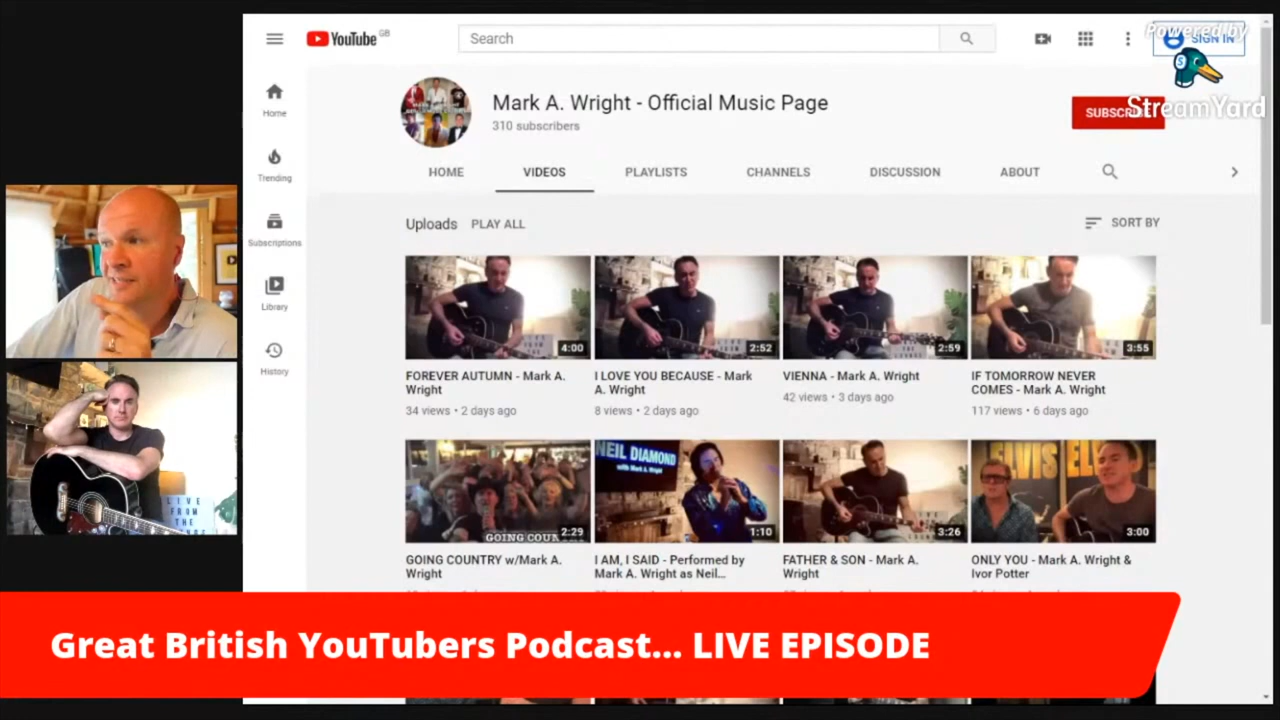 YouTube GB
Search
SIGN IN
Powered by
StreamYard
Home
Trending
Subscriptions
Library
History
Mark A. Wright - Official Music Page
310 subscribers
HOME
VIDEOS
PLAYLISTS
CHANNELS
DISCUSSION
ABOUT
Uploads
PLAY ALL
SORT BY
4:00
2:52
2:59
3:55
FOREVER AUTUMN - Mark A.
Wright
34 views • 2 days ago
I LOVE YOU BECAUSE - Mark
A. Wright
8 views • 2 days ago
VIENNA - Mark A. Wright
42 views • 3 days ago
IF TOMORROW NEVER
COMES - Mark A. Wright
117 views • 6 days ago
GOING COUN
2:29
NEIL DIAMOND
with Mark A. Wright
1:10
3:26
ELVIS
3:00
GOING COUNTRY w/Mark A.
Wright
I AM, I SAID - Performed by
Mark A. Wright as Neil...
FATHER & SON - Mark A.
Wright
ONLY YOU - Mark A. Wright &
Ivor Potter
LIVE
FROM
THE
Great British YouTubers Podcast... LIVE EPISODE